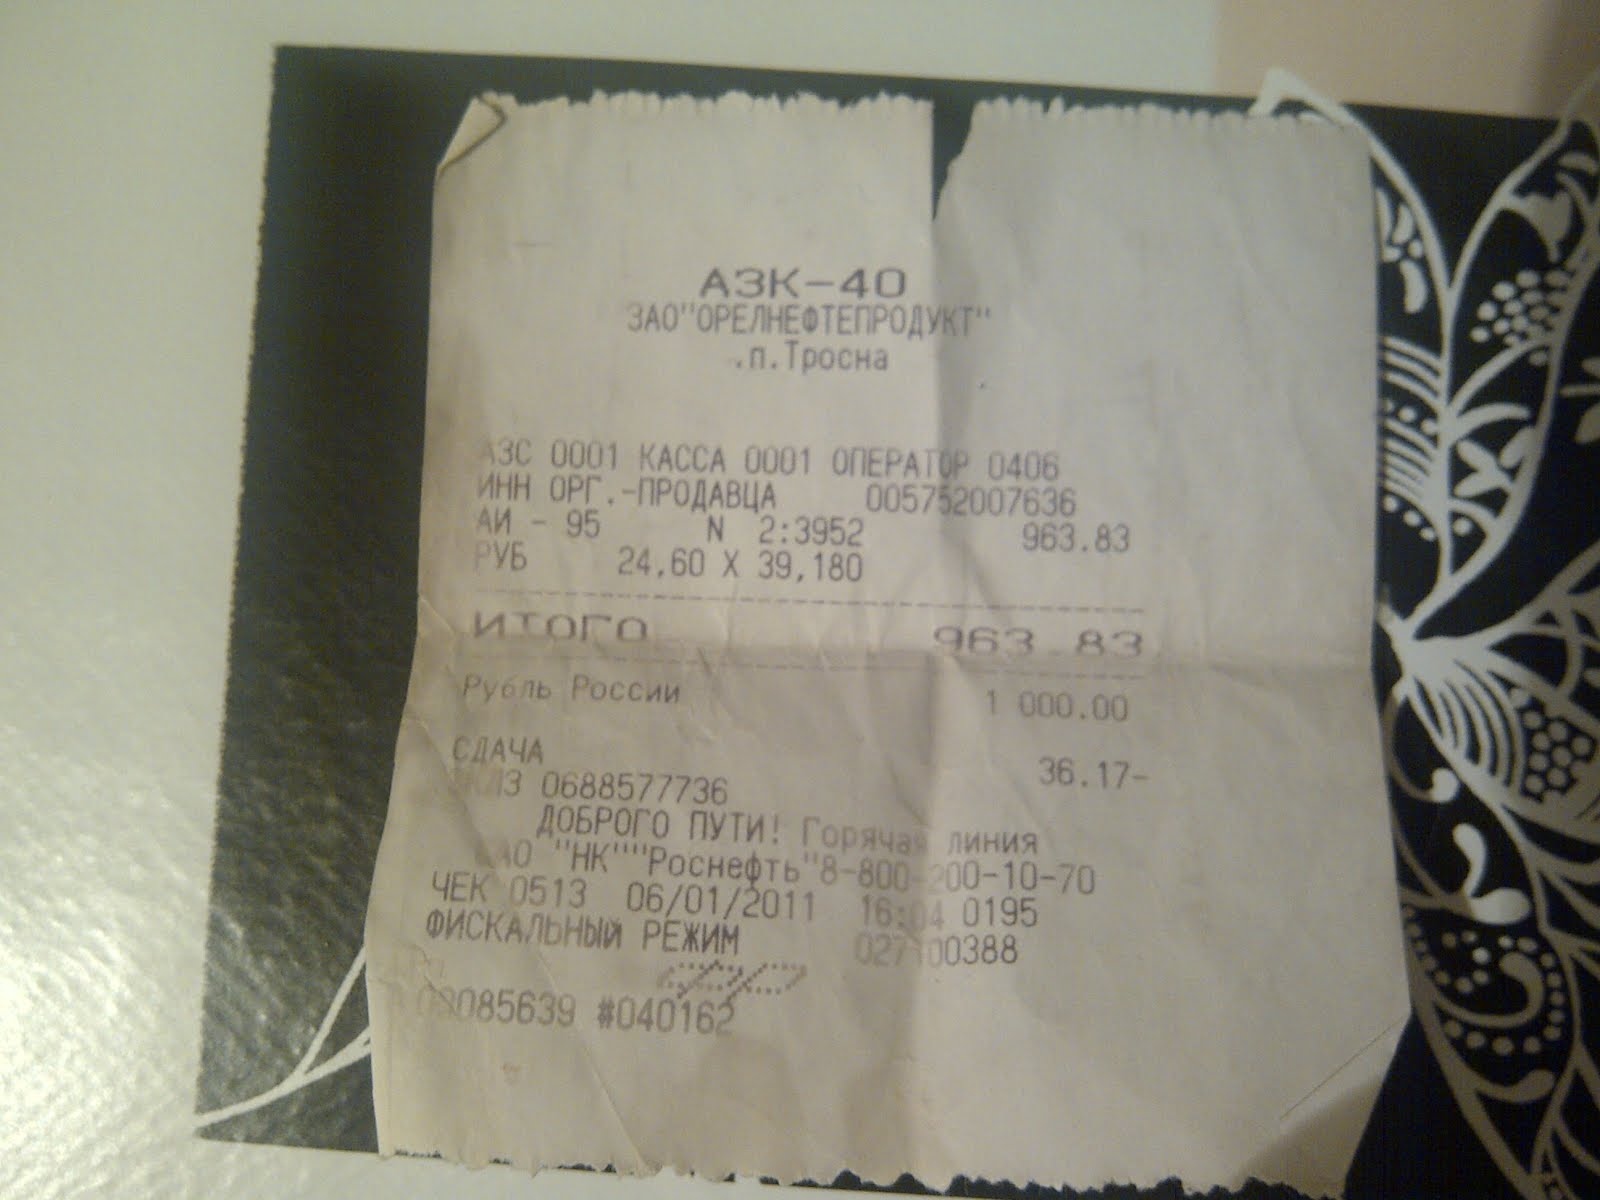 АЗК-40
ЗАО"ОРЕЛНЕФТЕПРОДУКТ"
.п.Тросна
АЗС 0001 КАССА 0001 ОПЕРАТОР 0406
ИНН ОРГ.-ПРОДАВЦА 005752007636
АИ - 95 N 2:3952 963.83
РУБ 24,60 X 39,180
ИТОГО 963.83
Рубль России 1 000.00
СДАЧА 36.17-
ЭКЛЗ 0688577736
ДОБРОГО ПУТИ! Горячая линия
ОАО "НК""Роснефть"8-800-200-10-70
ЧЕК 0513 06/01/2011 16:04 0195
ФИСКАЛЬНЫЙ РЕЖИМ
#040162